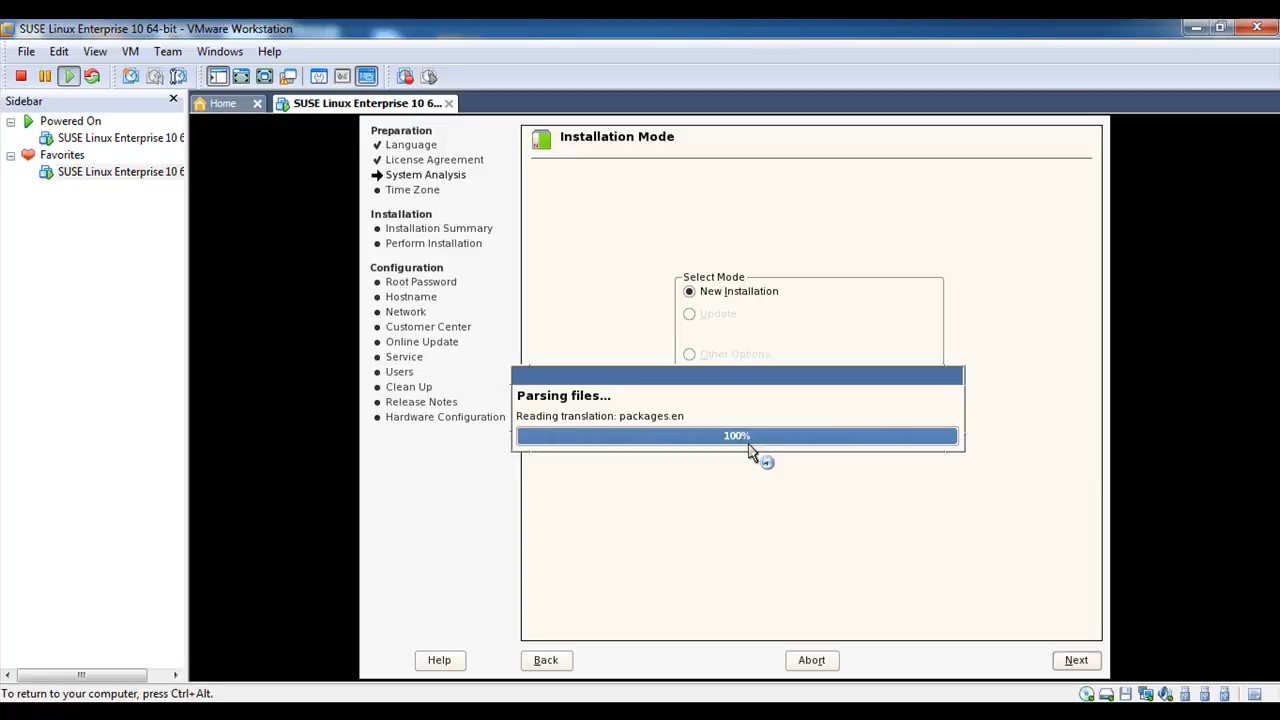 SUSE Linux Enterprise 10 64-bit - VMware Workstation
File Edit View VM Team Windows Help
Sidebar
Home
SUSE Linux Enterprise 10 6...
Powered On
SUSE Linux Enterprise 10 6
Favorites
SUSE Linux Enterprise 10 6
Preparation
Language
License Agreement
System Analysis
Time Zone
Installation
Installation Summary
Perform Installation
Configuration
Root Password
Hostname
Network
Customer Center
Online Update
Service
Users
Clean Up
Release Notes
Hardware Configuration
Installation Mode
Select Mode
New Installation
Update
Other Options
Parsing files...
Reading translation: packages.en
100%
Help Back Abort Next
To return to your computer, press Ctrl+Alt.